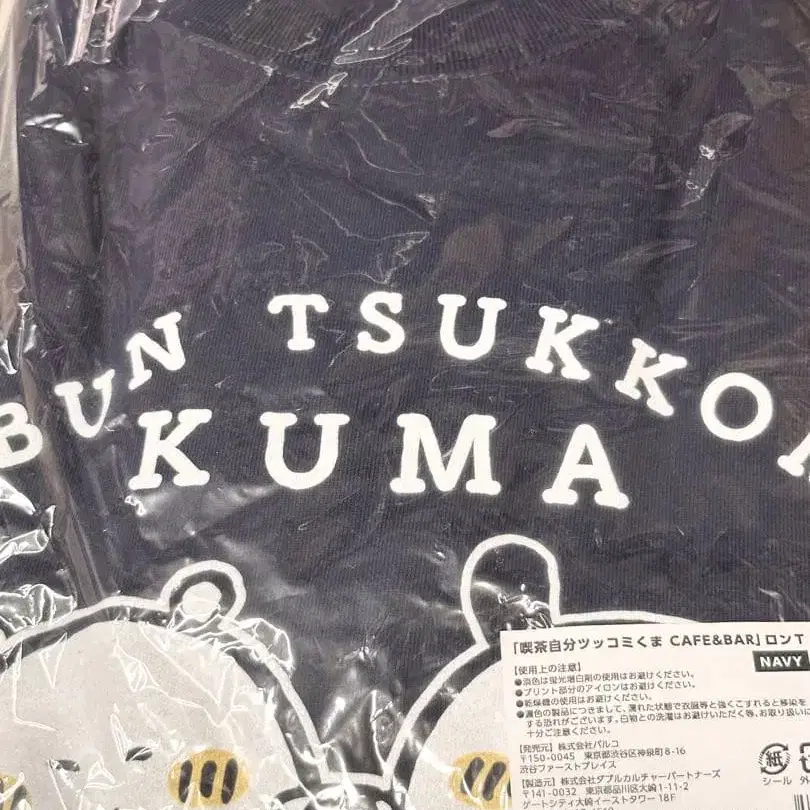 BUN TSUKKOM
KUMA
「喫茶自分ツッコミくま CAFE&BAR」ロンT
NAVY
【使用上の注意】
●淡色は蛍光増白剤の使用はお避けください。
●プリント部分のアイロンはお避けください。
●乾燥機の使用はお避けください。
●濃色の製品につきまして、濡れた状態で衣服等と強くこすれると移染を
する恐れがございます。白物との洗濯はお避けいただく等、お取り扱いに
十分ご注意ください。
【発売元】株式会社パルコ
〒150-0045 東京都渋谷区神泉町8-16
渋谷ファーストプレイス
【製造元】株式会社ダブルカルチャーパートナーズ
〒141-0032 東京都品川区大崎1-11-2
ゲートシティ大崎イーストタワー 18F
紙
シール